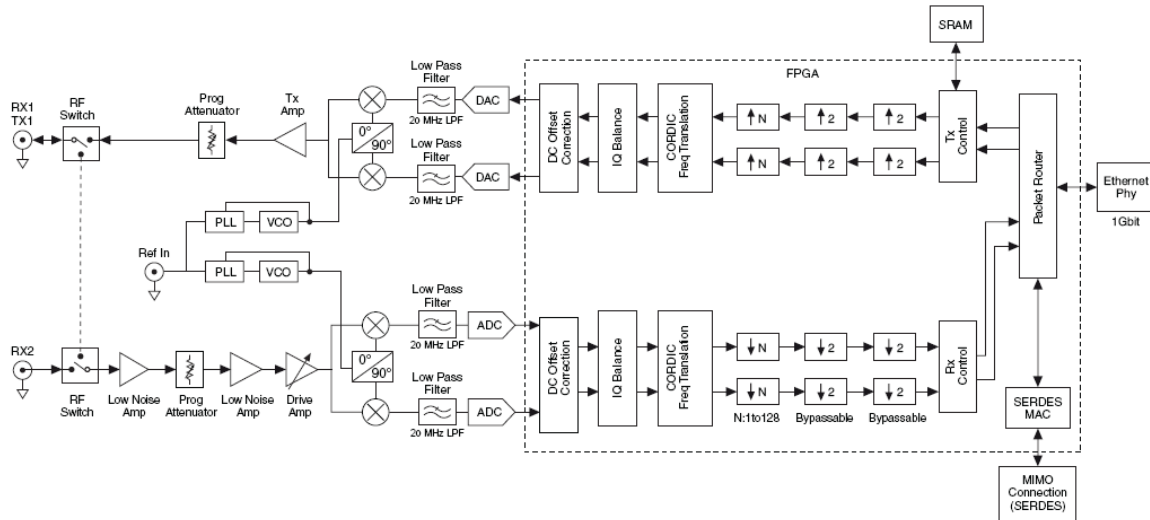 SRAM
FPGA
RX1
TX1
RF
Switch
Prog
Attenuator
Tx
Amp
0°
90°
Low Pass
Filter
20 MHz LPF
DAC
Low Pass
Filter
20 MHz LPF
DAC
DC Offset
Correction
IQ Balance
CORDIC
Freq Translation
↑ N
↑ 2
↑ 2
↑ N
↑ 2
↑ 2
Tx
Control
Packet Router
Ethernet
Phy
1Gbit
PLL
VCO
Ref In
PLL
VCO
RX2
RF
Switch
Low Noise
Amp
Prog
Attenuator
Low Noise
Amp
Drive
Amp
0°
90°
Low Pass
Filter
20 MHz LPF
ADC
Low Pass
Filter
20 MHz LPF
ADC
DC Offset
Correction
IQ Balance
CORDIC
Freq Translation
↓ N
↓ 2
↓ 2
↓ N
↓ 2
↓ 2
N:1to128
Bypassable
Bypassable
Rx
Control
SERDES
MAC
MIMO
Connection
(SERDES)